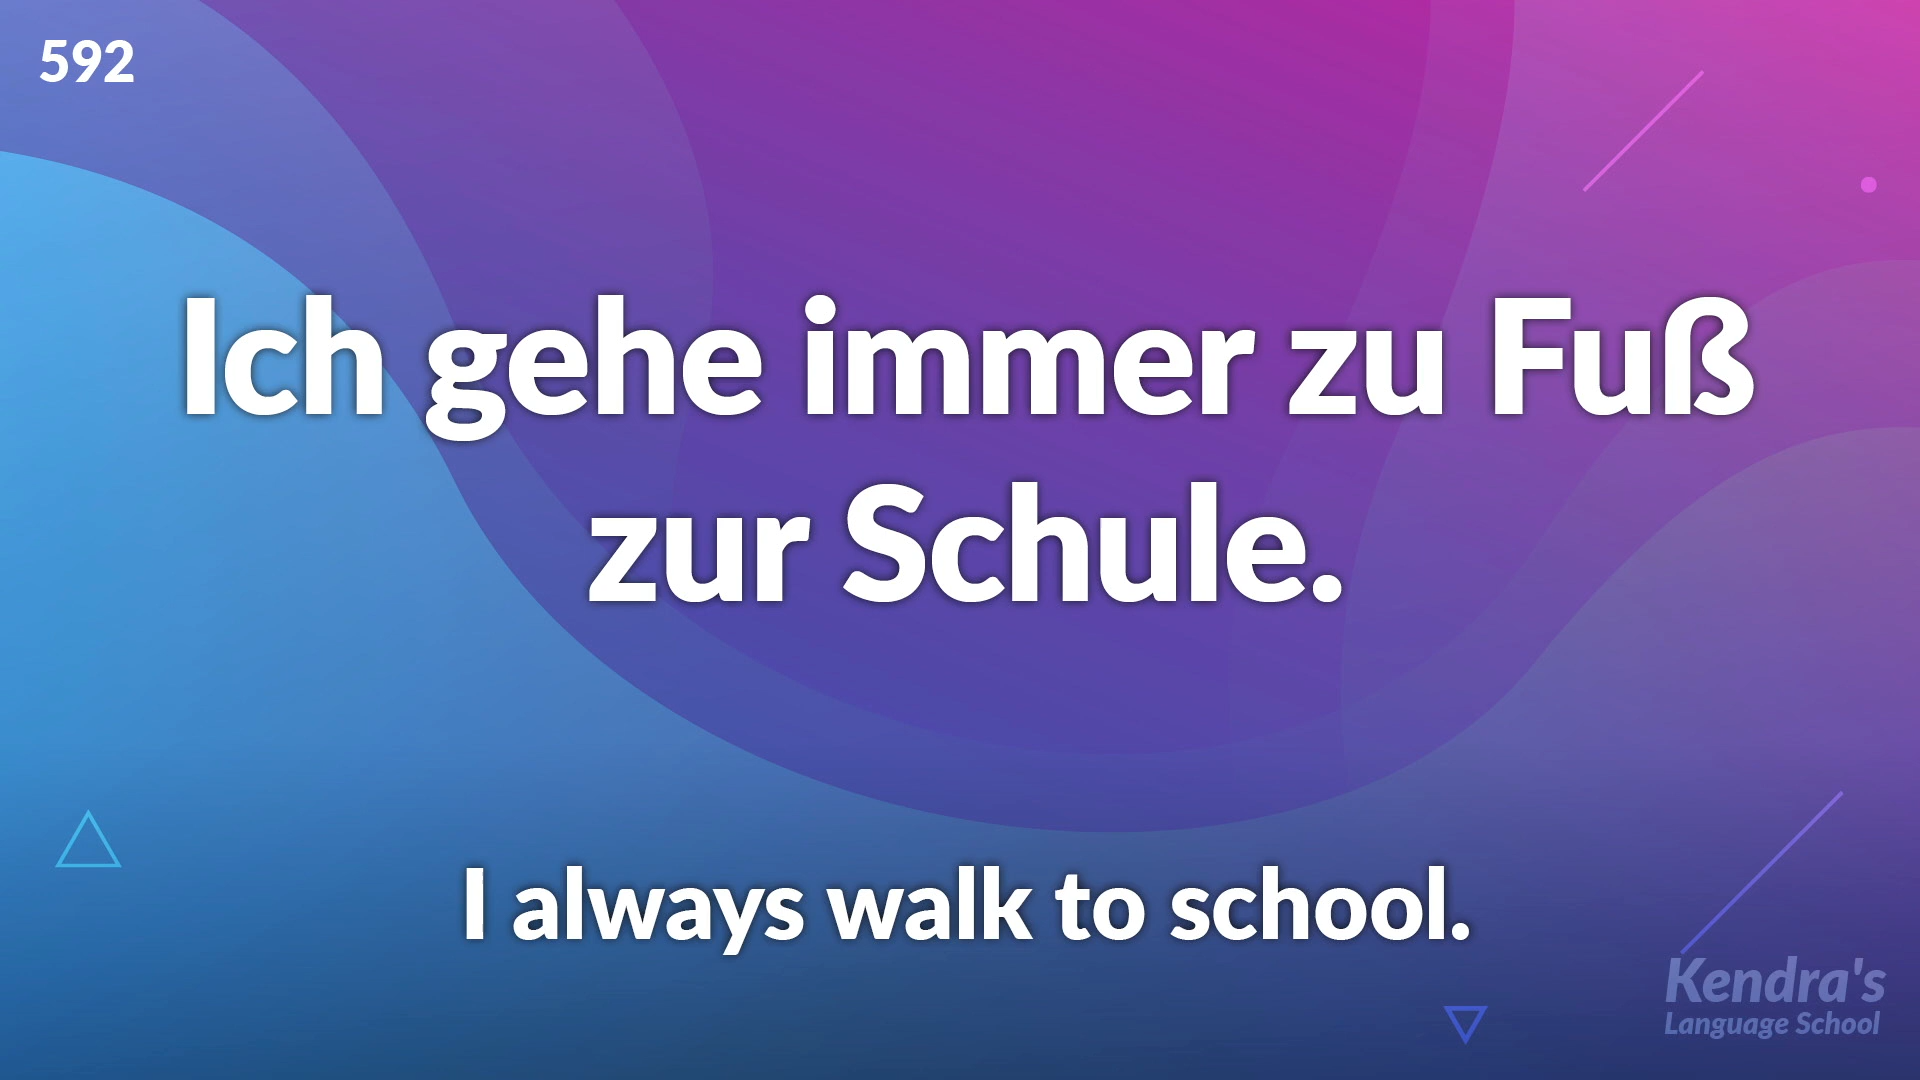 592
Ich gehe immer zu Fuß
zur Schule.
I always walk to school.
Kendra's
Language School